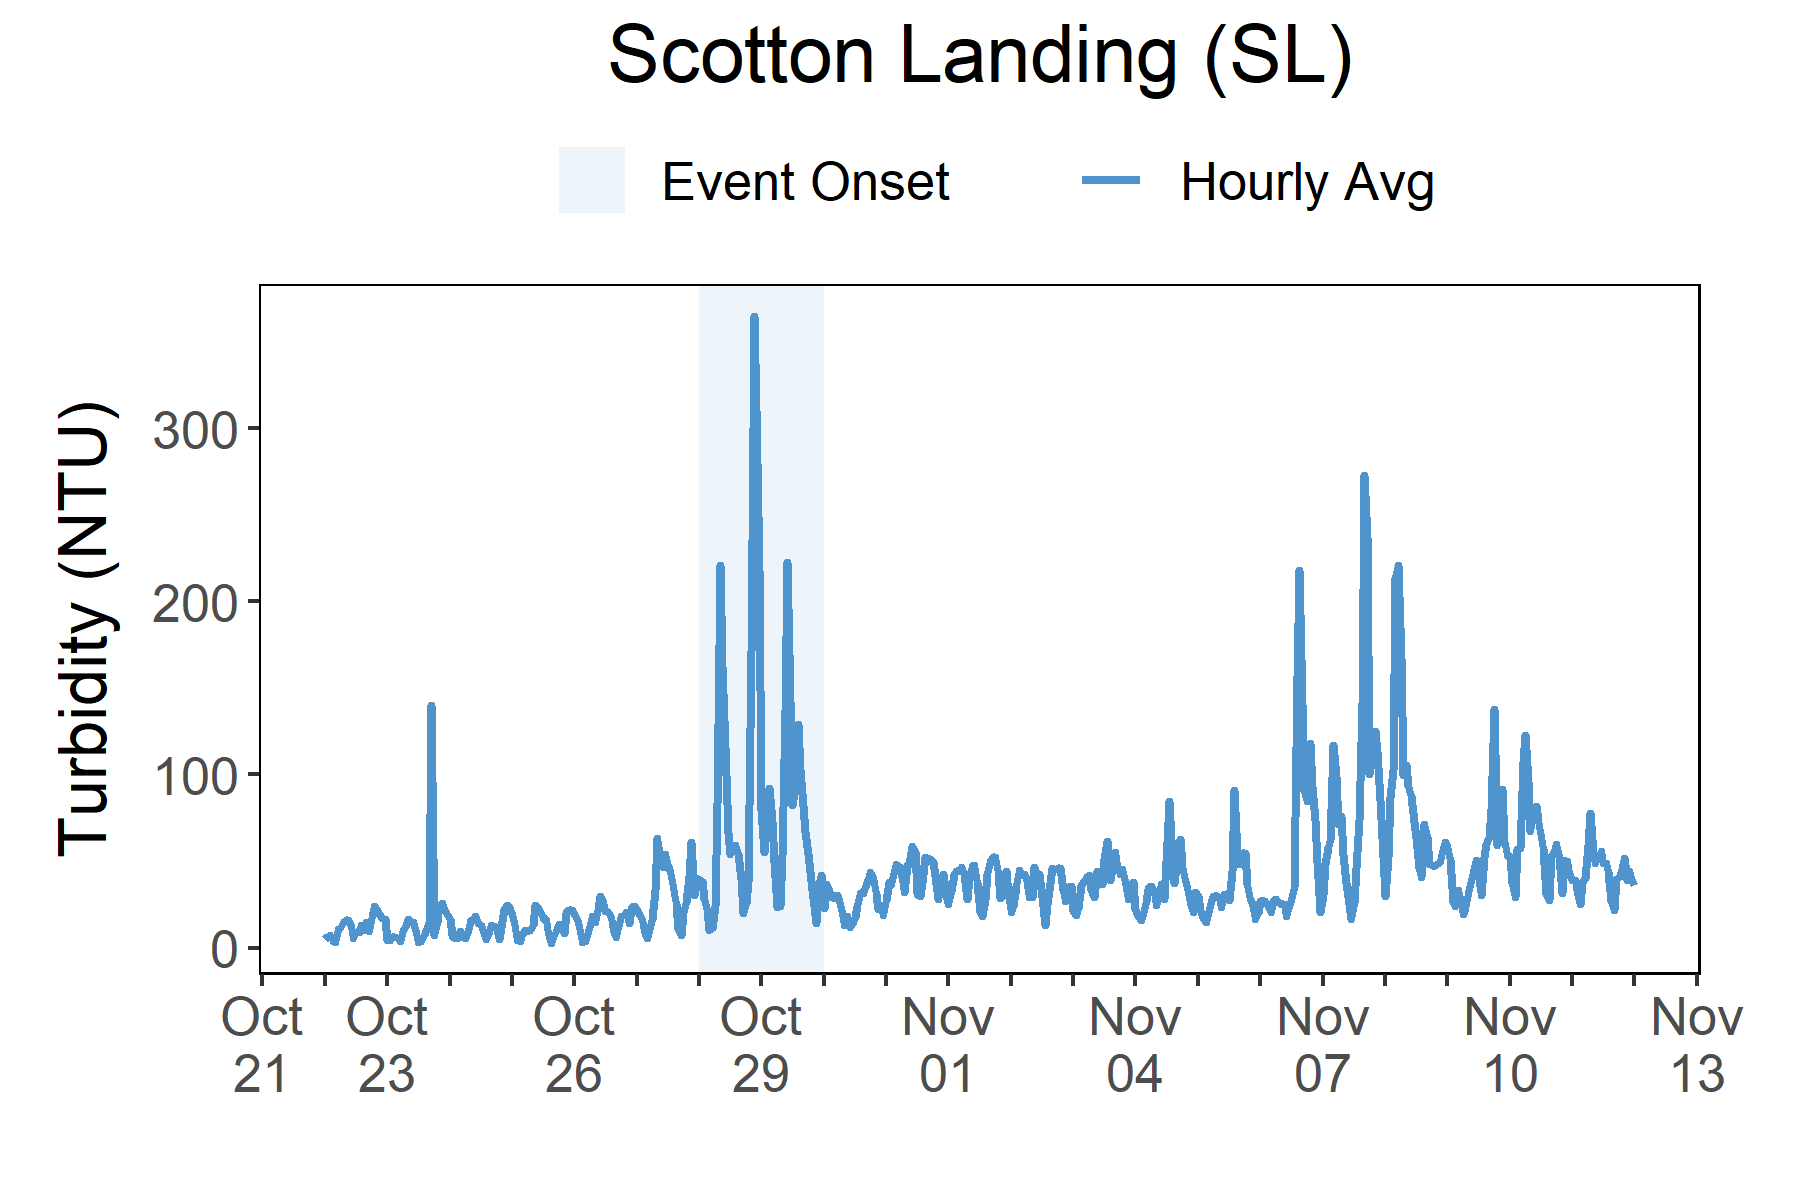 Scotton Landing (SL)
Event Onset
Hourly Avg
Turbidity (NTU)
300
200
100
0
Oct 21
Oct 23
Oct 26
Oct 29
Nov 01
Nov 04
Nov 07
Nov 10
Nov 13